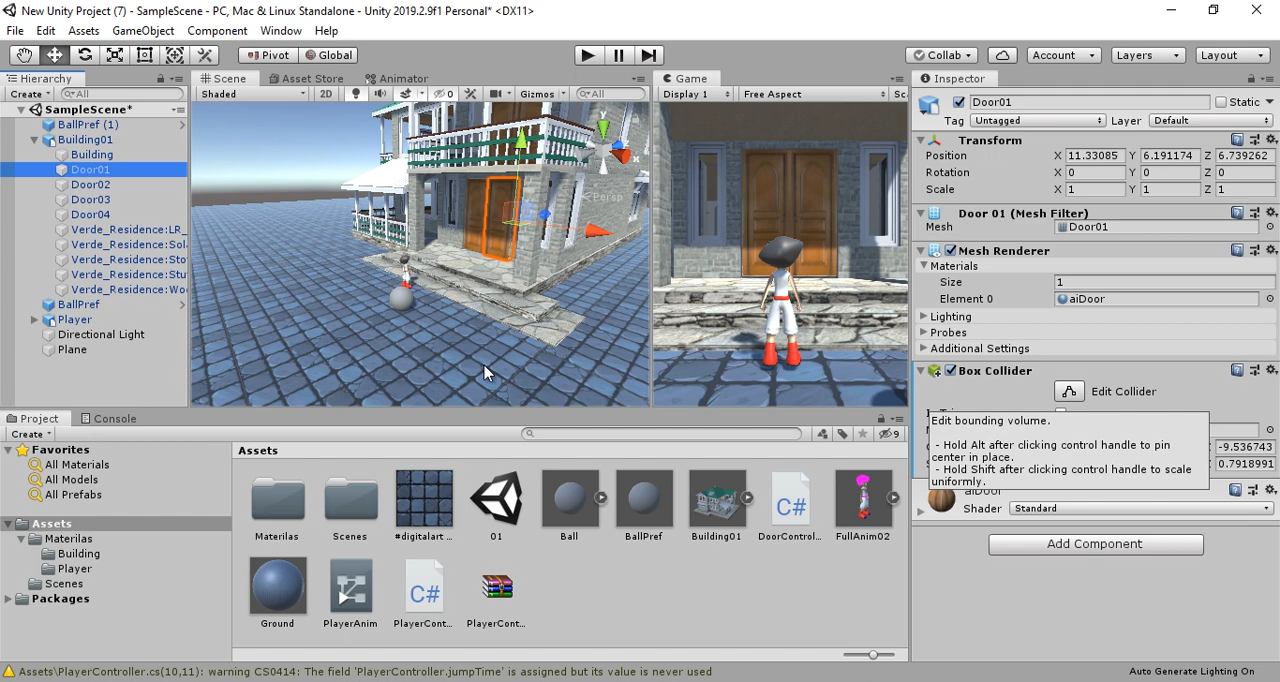 New Unity Project (7) - SampleScene - PC, Mac & Linux Standalone - Unity 2019.2.9f1 Personal* <DX11>
File Edit Assets GameObject Component Window Help
Pivot Global Collab Account Layers Layout
Hierarchy
Create All
SampleScene*
BallPref (1)
Building01
Building
Door01
Door02
Door03
Door04
Verde_Residence:LR_
Verde_Residence:Sol
Verde_Residence:Sto
Verde_Residence:Stu
Verde_Residence:Wo
BallPref
Player
Directional Light
Plane
Scene Asset Store Animator
Shaded 2D 0 Gizmos All
y
x
Persp
Game
Display 1 Free Aspect Sc
Inspector
Door01 Static
Tag Untagged Layer Default
Transform
Position X 11.33085 Y 6.191174 Z 6.739262
Rotation X 0 Y 0 Z 0
Scale X 1 Y 1 Z 1
Door 01 (Mesh Filter)
Mesh Door01
Mesh Renderer
Materials
Size 1
Element 0 aiDoor
Lighting
Probes
Additional Settings
Box Collider
Edit Collider
Edit bounding volume.
- Hold Alt after clicking control handle to pin
center in place.
- Hold Shift after clicking control handle to scale
uniformly.
-9.536743
0.7918991
aiDoor
Shader Standard
Add Component
Project Console
Create 9
Favorites
All Materials
All Models
All Prefabs
Assets
Materilas
Building
Player
Scenes
Packages
Assets
Materilas Scenes #digitalart ... 01 Ball BallPref Building01 DoorControl... FullAnim02
C#
Ground PlayerAnim PlayerCont... PlayerCont...
C#
Assets\PlayerController.cs(10,11): warning CS0414: The field 'PlayerController.jumpTime' is assigned but its value is never used
Auto Generate Lighting On